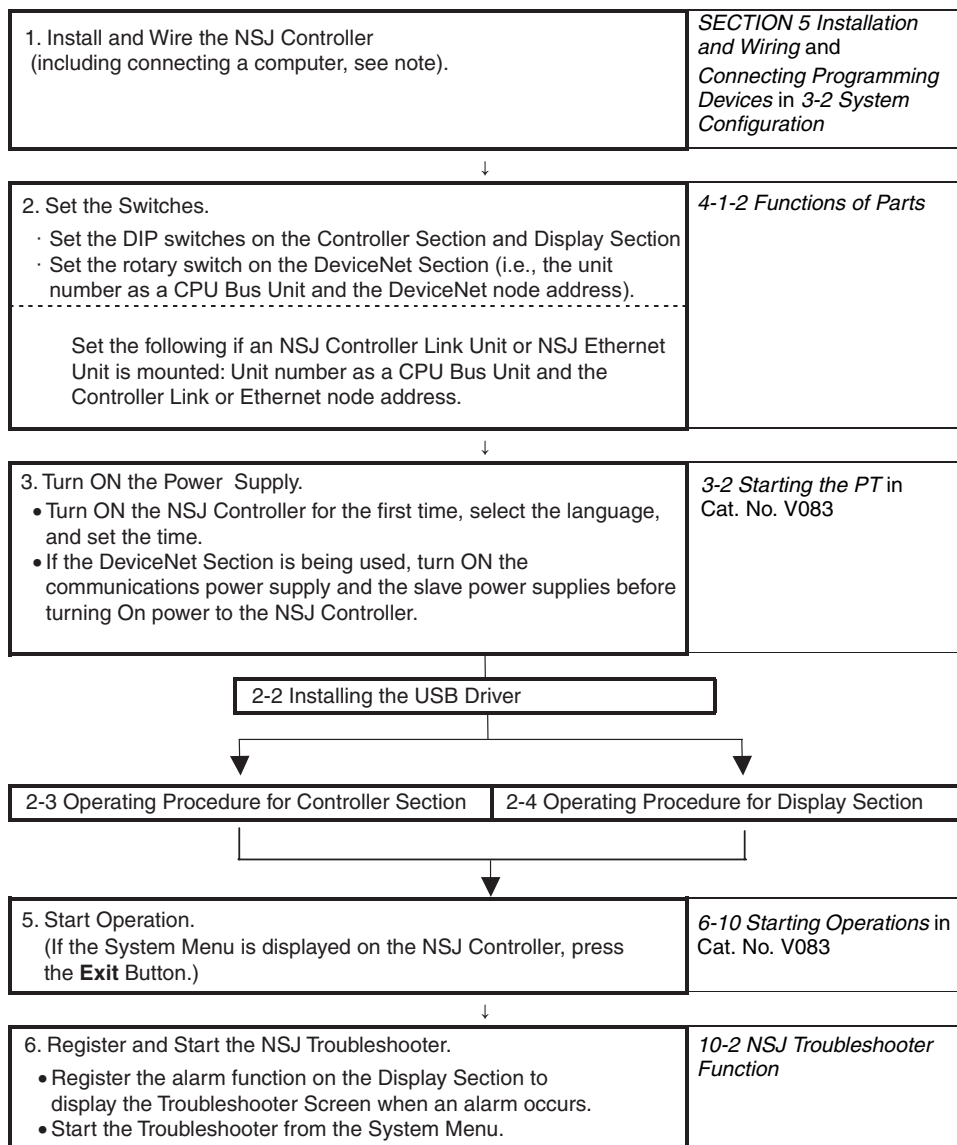 1. Install and Wire the NSJ Controller
(including connecting a computer, see note).
SECTION 5 Installation
and Wiring and
Connecting Programming
Devices in 3-2 System
Configuration
↓
2. Set the Switches.
· Set the DIP switches on the Controller Section and Display Section
· Set the rotary switch on the DeviceNet Section (i.e., the unit
number as a CPU Bus Unit and the DeviceNet node address).
Set the following if an NSJ Controller Link Unit or NSJ Ethernet
Unit is mounted: Unit number as a CPU Bus Unit and the
Controller Link or Ethernet node address.
4-1-2 Functions of Parts
↓
3. Turn ON the Power Supply.
• Turn ON the NSJ Controller for the first time, select the language,
and set the time.
• If the DeviceNet Section is being used, turn ON the
communications power supply and the slave power supplies before
turning On power to the NSJ Controller.
3-2 Starting the PT in
Cat. No. V083
2-2 Installing the USB Driver
2-3 Operating Procedure for Controller Section
2-4 Operating Procedure for Display Section
5. Start Operation.
(If the System Menu is displayed on the NSJ Controller, press
the Exit Button.)
6-10 Starting Operations in
Cat. No. V083
↓
6. Register and Start the NSJ Troubleshooter.
• Register the alarm function on the Display Section to
display the Troubleshooter Screen when an alarm occurs.
• Start the Troubleshooter from the System Menu.
10-2 NSJ Troubleshooter
Function